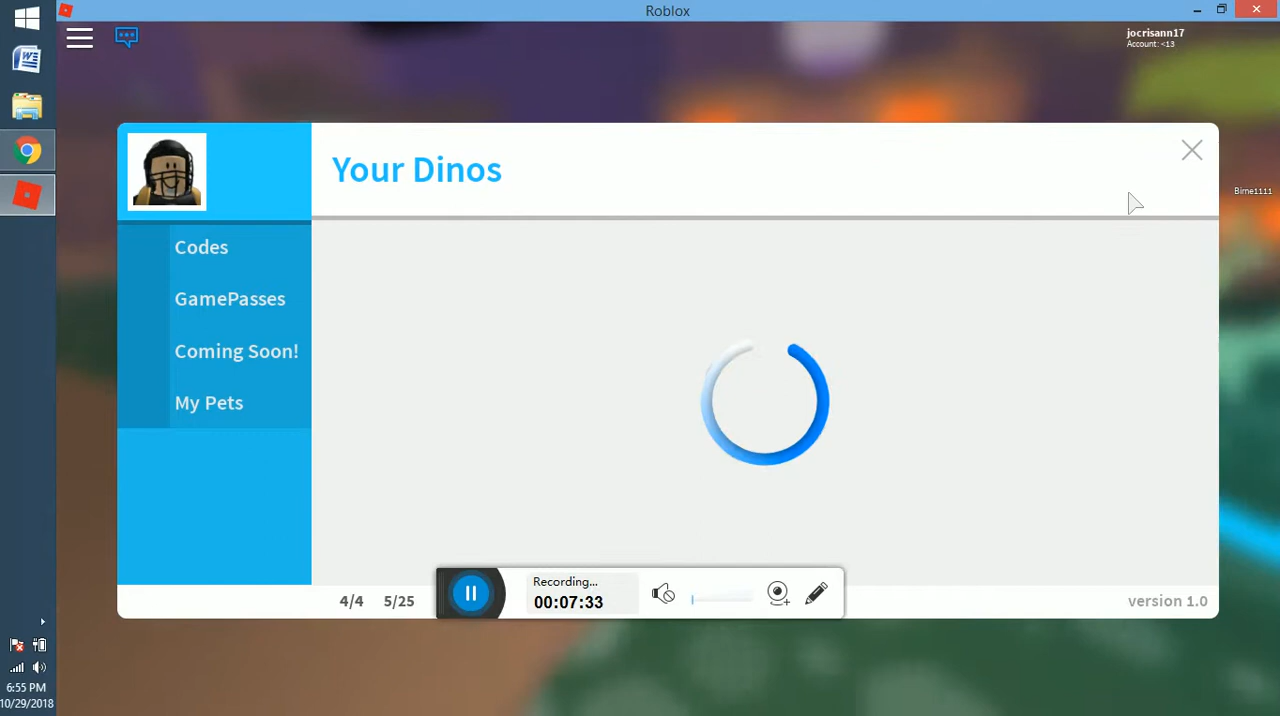 Roblox
jocrisann17
Account: <13
Your Dinos
Bime1111
Codes
GamePasses
Coming Soon!
My Pets
4/4 5/25
Recording...
00:07:33
version 1.0
6:55 PM
10/29/2018